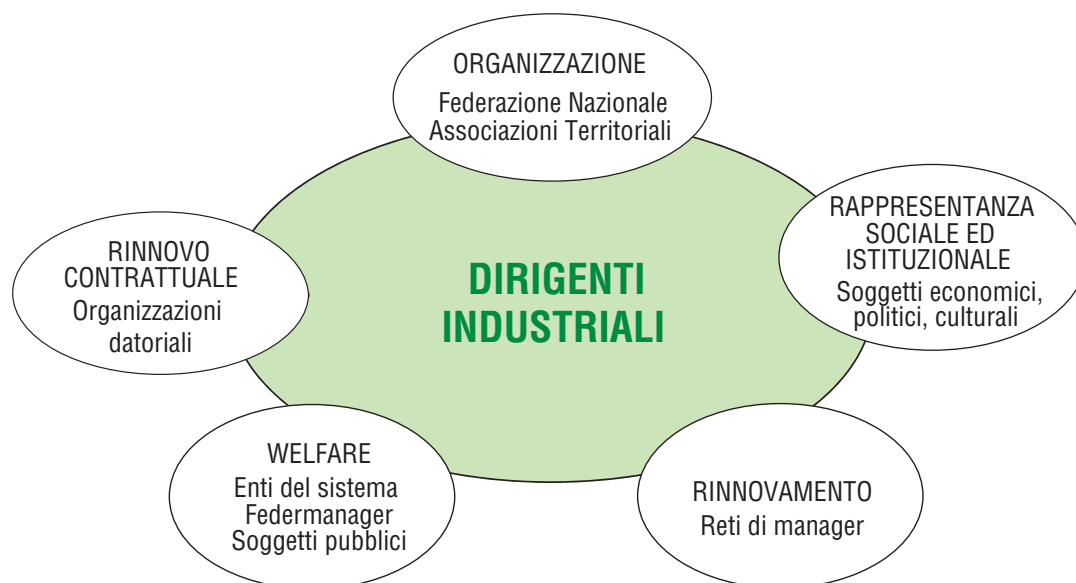 ORGANIZZAZIONE
Federazione Nazionale
Associazioni Territoriali
RAPPRESENTANZA
SOCIALE ED
ISTITUZIONALE
Soggetti economici,
politici, culturali
RINNOVO
CONTRATTUALE
Organizzazioni
datoriali
DIRIGENTI
INDUSTRIALI
WELFARE
Enti del sistema
Federmanager
Soggetti pubblici
RINNOVAMENTO
Reti di manager